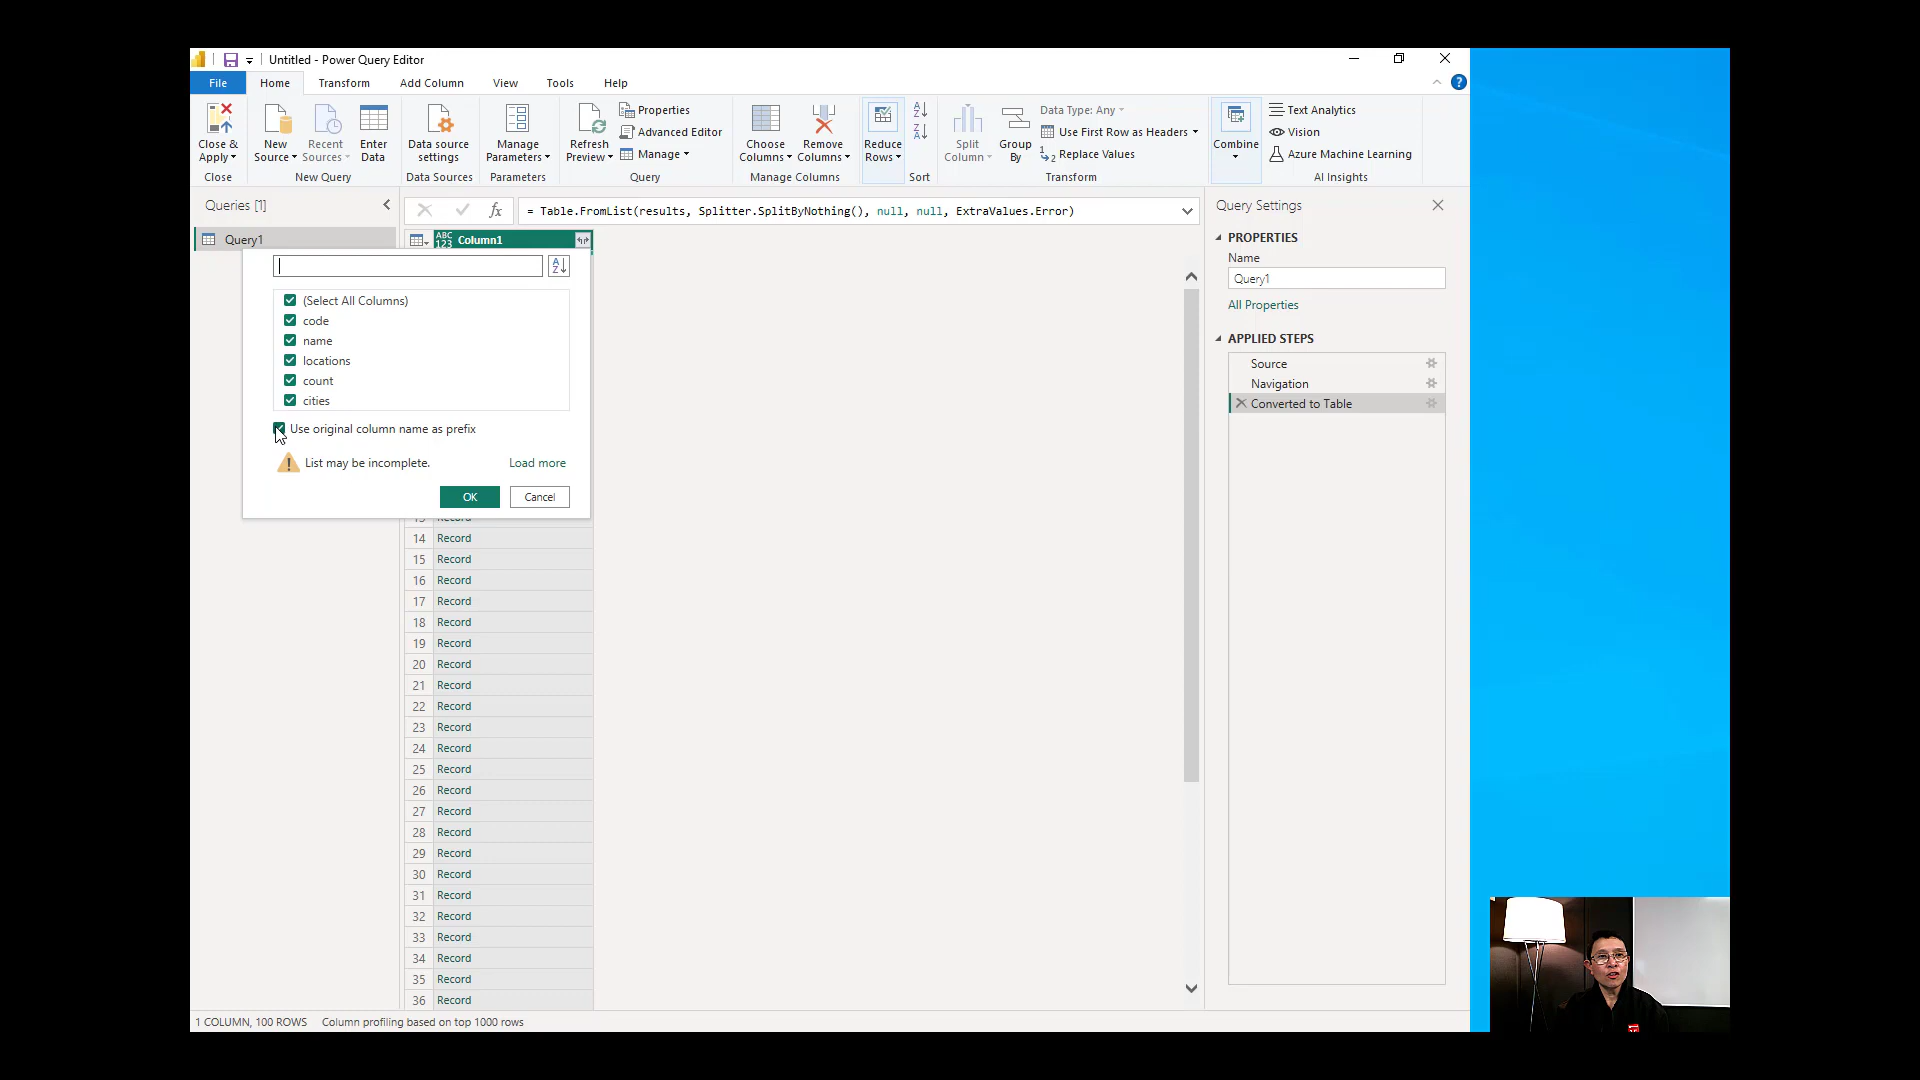 Untitled - Power Query Editor
File Home Transform Add Column View Tools Help
Close & Apply
New Source
Recent Sources
Enter Data
Data source settings
Manage Parameters
Refresh Preview
Properties
Advanced Editor
Manage
Choose Columns
Remove Columns
Reduce Rows
Split Column
Group By
Data Type: Any
Use First Row as Headers
Replace Values
Combine
Text Analytics
Vision
Azure Machine Learning
Close New Query Data Sources Parameters Query Manage Columns Sort Transform AI Insights
Queries [1]
= Table.FromList(results, Splitter.SplitByNothing(), null, null, ExtraValues.Error)
Query1
ABC 123 Column1
(Select All Columns)
code
name
locations
count
cities
Use original column name as prefix
List may be incomplete. Load more
OK Cancel
14 Record
15 Record
16 Record
17 Record
18 Record
19 Record
20 Record
21 Record
22 Record
23 Record
24 Record
25 Record
26 Record
27 Record
28 Record
29 Record
30 Record
31 Record
32 Record
33 Record
34 Record
35 Record
36 Record
Query Settings
PROPERTIES
Name
Query1
All Properties
APPLIED STEPS
Source
Navigation
Converted to Table
1 COLUMN, 100 ROWS Column profiling based on top 1000 rows